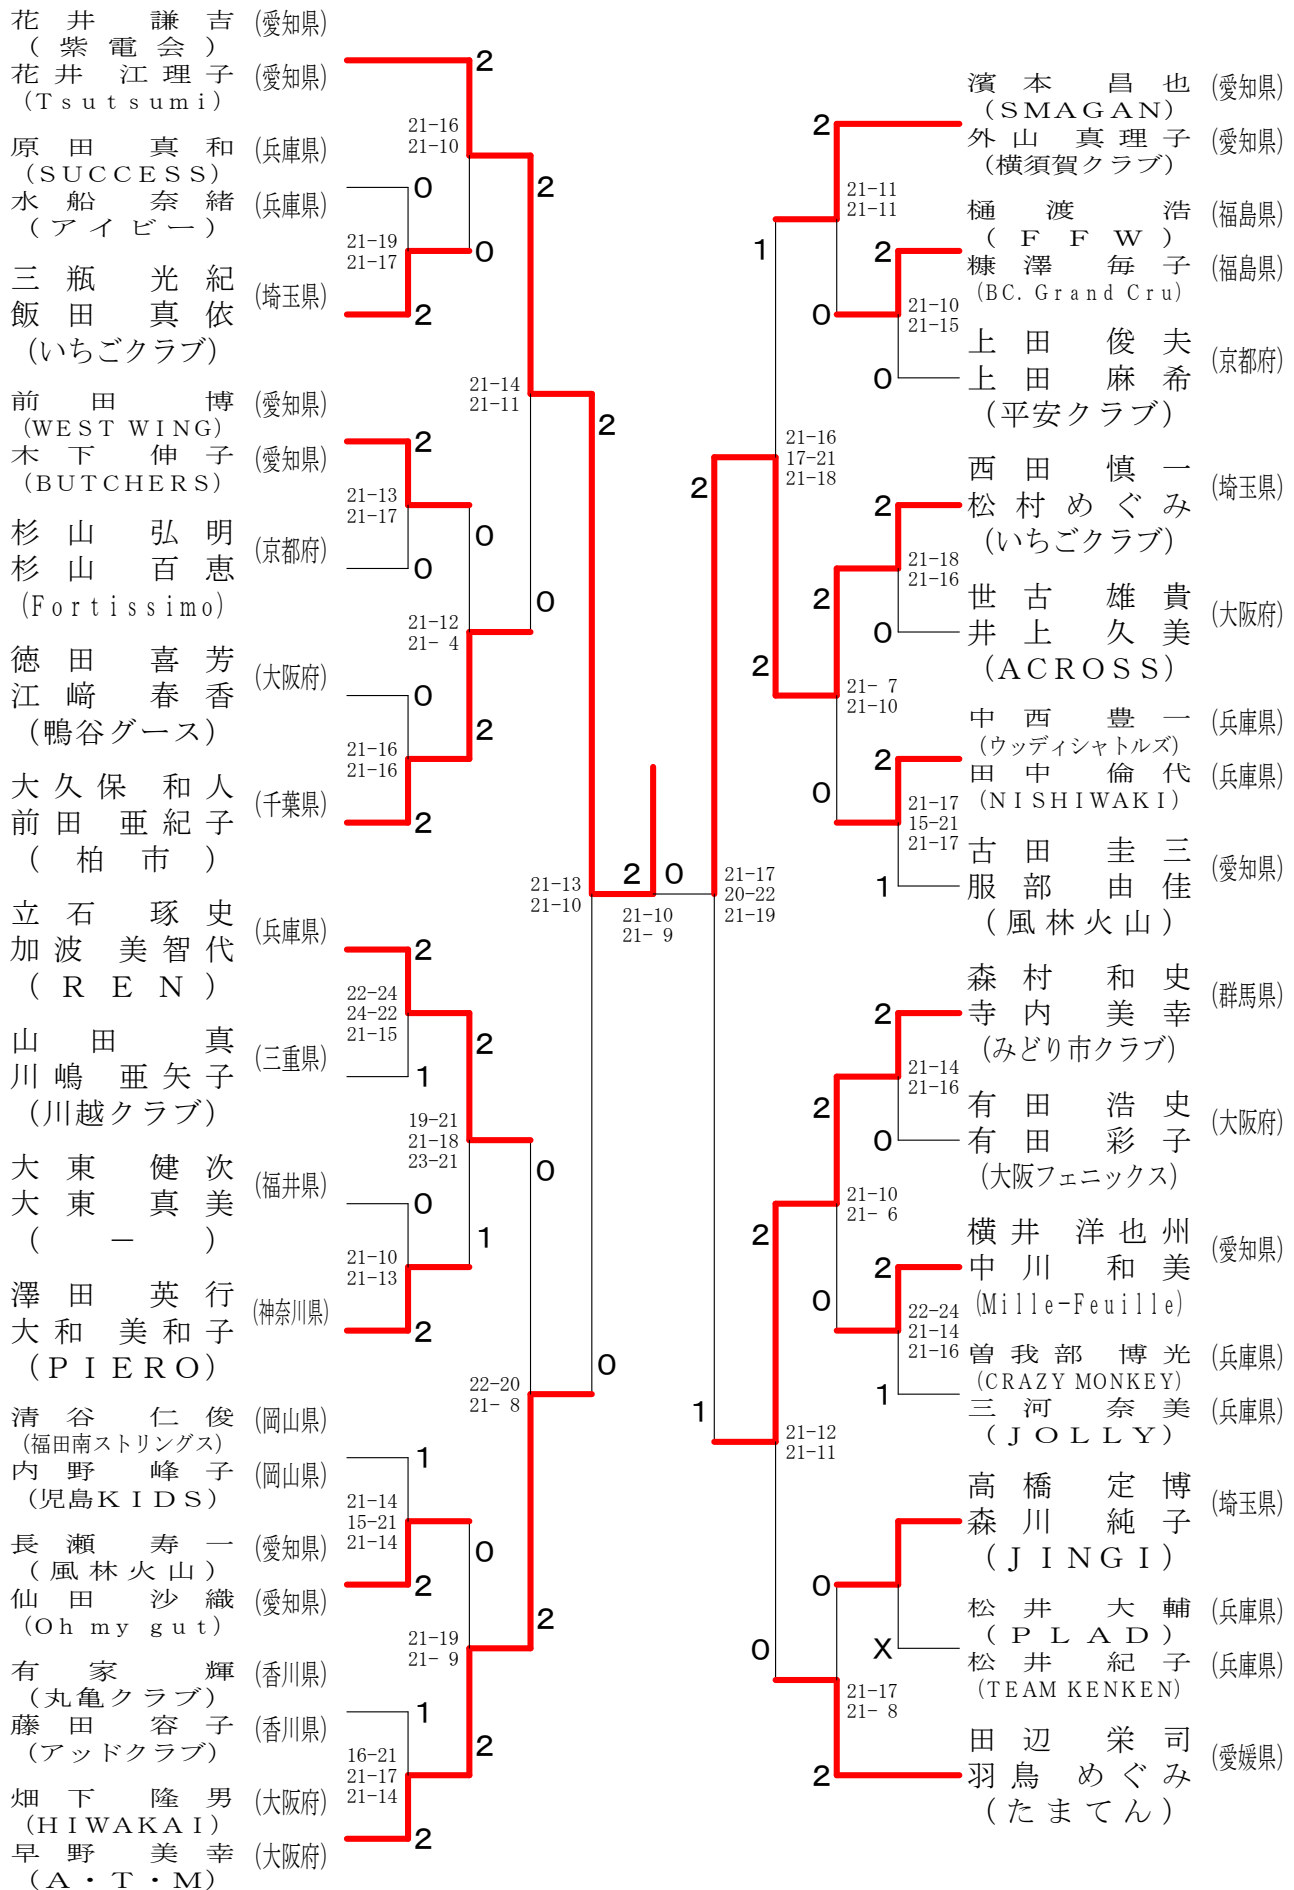 花井 謙吉 (愛知県)
(紫電会)
花井 江理子 (愛知県)
(Tsutsumi)
原田 真和 (兵庫県)
(SUCCESS)
水船 奈緒 (兵庫県)
(アイビー)
三瓶 光紀
飯田 真依
(埼玉県)
(いちごクラブ)
前田 博 (愛知県)
(WEST WING)
木下 伸子 (愛知県)
(BUTCHERS)
杉山 弘明
杉山 百恵
(京都府)
(Fortissimo)
徳田 喜芳
江﨑 春香
(大阪府)
(鴨谷グース)
大久保 和人
前田 亜紀子
(千葉県)
(柏市)
立石 琢史
加波 美智代
(兵庫県)
(REN)
山田 真
川嶋 亜矢子
(三重県)
(川越クラブ)
大東 健次
大東 真美
(福井県)
(－)
澤田 英行
大和 美和子
(神奈川県)
(PIERO)
清谷 仁俊 (岡山県)
(福田南ストリングス)
内野 峰子 (岡山県)
(児島KIDS)
長瀬 寿一 (愛知県)
(風林火山)
仙田 沙織 (愛知県)
(Oh my gut)
有家 輝 (香川県)
(丸亀クラブ)
藤田 容子 (香川県)
(アッドクラブ)
畑下 隆男 (大阪府)
(HIWAKAI)
早野 美幸 (大阪府)
(A・T・M)
2
21-16
21-10
0
21-19
21-17
0
2
2
21-14
21-11
2
21-13
21-17
0
0
21-12
21- 4
0
0
21-16
21-16
2
2
2
21-13
21-10
2
22-24
24-22
21-15
1
2
19-21
21-18
23-21
0
0
21-10
21-13
1
2
22-20
21- 8
0
1
21-14
15-21
21-14
2
0
21-19
21- 9
2
1
16-21
21-17
21-14
2
2
2
0
21-10
21- 9
濱本 昌也 (愛知県)
(SMAGAN)
外山 真理子 (愛知県)
(横須賀クラブ)
樋渡 浩 (福島県)
(FFW)
糠澤 毎子 (福島県)
(BC. Grand Cru)
上田 俊夫
上田 麻希
(京都府)
(平安クラブ)
西田 慎一
松村めぐみ
(埼玉県)
(いちごクラブ)
世古 雄貴
井上 久美
(大阪府)
(ACROSS)
中西 豊一 (兵庫県)
(ウッディシャトルズ)
田中 倫代 (兵庫県)
(NISHIWAKI)
古田 圭三
服部 由佳
(愛知県)
(風林火山)
森村 和史
寺内 美幸
(群馬県)
(みどり市クラブ)
有田 浩史
有田 彩子
(大阪府)
(大阪フェニックス)
横井 洋也州
中川 和美
(愛知県)
(Mille-Feuille)
曽我部 博光 (兵庫県)
(CRAZY MONKEY)
三河 奈美 (兵庫県)
(JOLLY)
高橋 定博
森川 純子
(埼玉県)
(JINGI)
松井 大輔 (兵庫県)
(PLAD)
松井 紀子 (兵庫県)
(TEAM KENKEN)
田辺 栄司
羽鳥 めぐみ
(愛媛県)
(たまてん)
2
21-11
21-11
1
2
0
21-10
21-15
0
21-16
17-21
21-18
2
2
21-18
21-16
2
0
2
21- 7
21-10
2
0
21-17
15-21
21-17
1
21-17
20-22
21-19
2
21-14
21-16
2
0
21-10
21- 6
2
2
0
22-24
21-14
21-16
1
1
21-12
21-11
0
X
0
21-17
21- 8
2